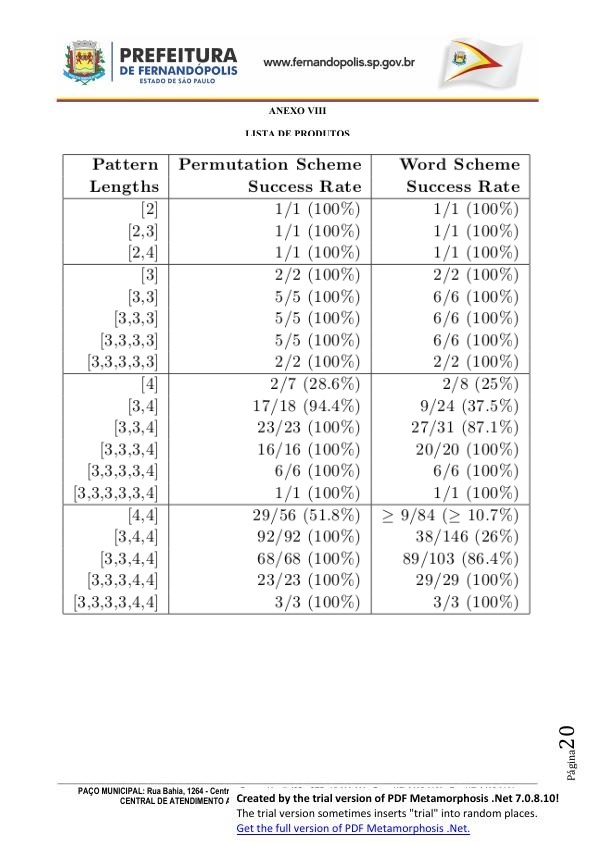 PREFEITURA
DE FERNANDÓPOLIS
ESTADO DE SÃO PAULO
www.fernandopolis.sp.gov.br
ANEXO VIII
LISTA DE PRODUTOS
Pattern Lengths Permutation Scheme Success Rate Word Scheme Success Rate
[2] 1/1 (100%) 1/1 (100%)
[2,3] 1/1 (100%) 1/1 (100%)
[2,4] 1/1 (100%) 1/1 (100%)
[3] 2/2 (100%) 2/2 (100%)
[3,3] 5/5 (100%) 6/6 (100%)
[3,3,3] 5/5 (100%) 6/6 (100%)
[3,3,3,3] 5/5 (100%) 6/6 (100%)
[3,3,3,3,3] 2/2 (100%) 2/2 (100%)
[4] 2/7 (28.6%) 2/8 (25%)
[3,4] 17/18 (94.4%) 9/24 (37.5%)
[3,3,4] 23/23 (100%) 27/31 (87.1%)
[3,3,3,4] 16/16 (100%) 20/20 (100%)
[3,3,3,3,4] 6/6 (100%) 6/6 (100%)
[3,3,3,3,3,4] 1/1 (100%) 1/1 (100%)
[4,4] 29/56 (51.8%) ≥ 9/84 (≥ 10.7%)
[3,4,4] 92/92 (100%) 38/146 (26%)
[3,3,4,4] 68/68 (100%) 89/103 (86.4%)
[3,3,3,4,4] 23/23 (100%) 29/29 (100%)
[3,3,3,3,4,4] 3/3 (100%) 3/3 (100%)
Página20
PAÇO MUNICIPAL: Rua Bahia, 1264 - Centr
CENTRAL DE ATENDIMENTO A
Created by the trial version of PDF Metamorphosis .Net 7.0.8.10!
The trial version sometimes inserts "trial" into random places.
Get the full version of PDF Metamorphosis .Net.